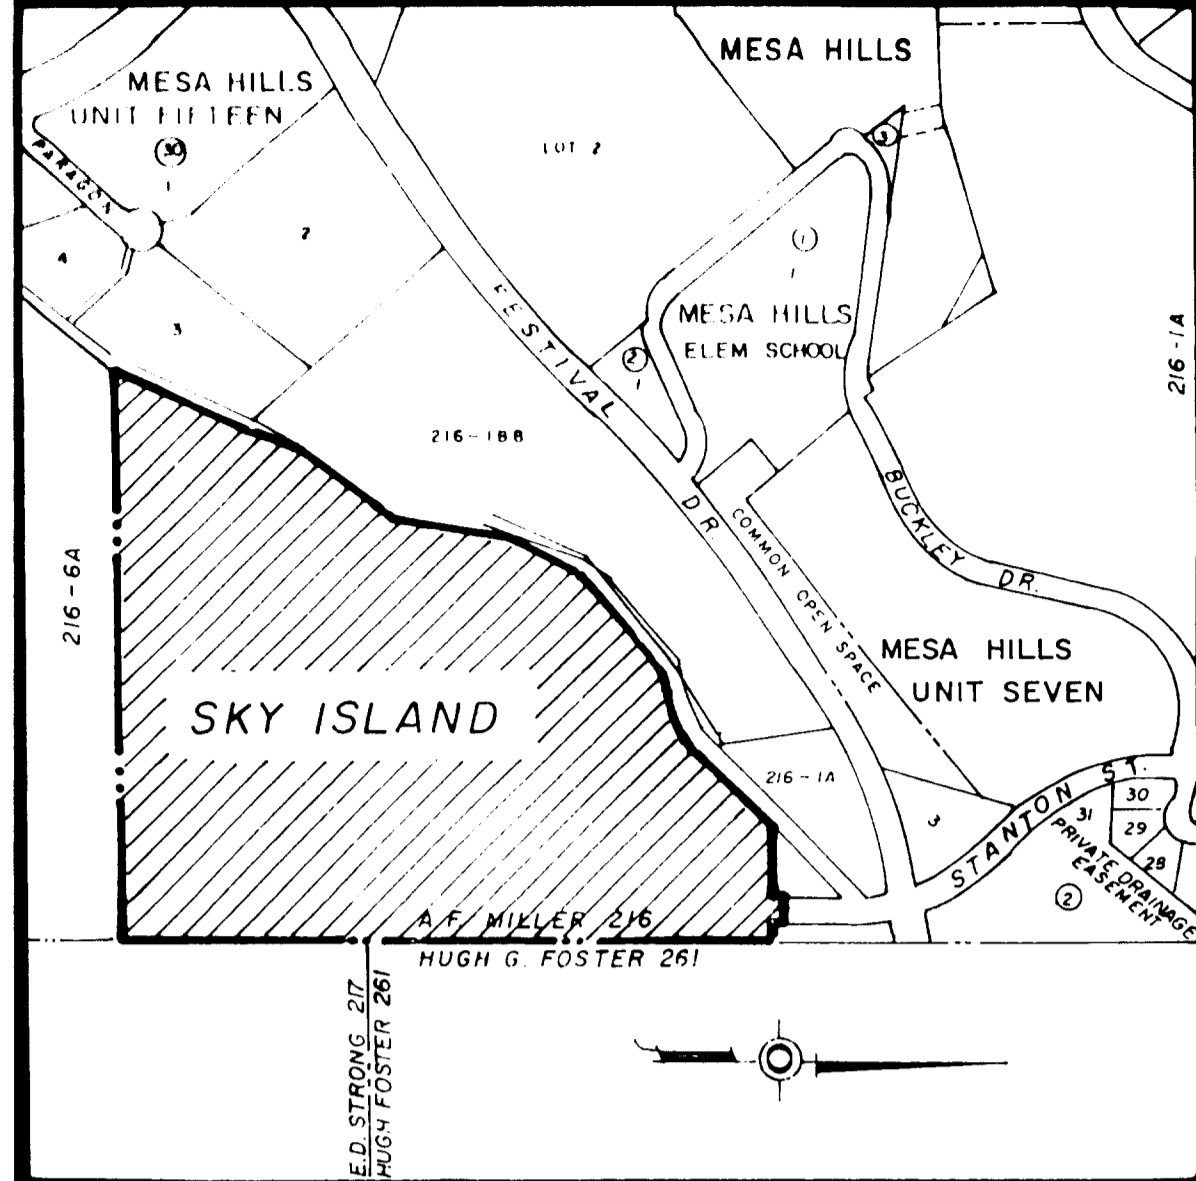 MESA HILLS
MESA HILLS
UNIT FIFTEEN
30
1
PARAGON
LOT 2
3
1
1
2
4
3
FESTIVAL DR.
MESA HILLS
ELEM SCHOOL
2
1
216-1A
216-1BB
BUCKLEY DR.
COMMON OPEN SPACE
216-6A
MESA HILLS
UNIT SEVEN
SKY ISLAND
216-1A
3
STANTON ST.
30
31
29
28
PRIVATE DRAINAGE
EASEMENT
2
A.F. MILLER 216
HUGH G. FOSTER 261
E.D. STRONG 217
HUGH FOSTER 261